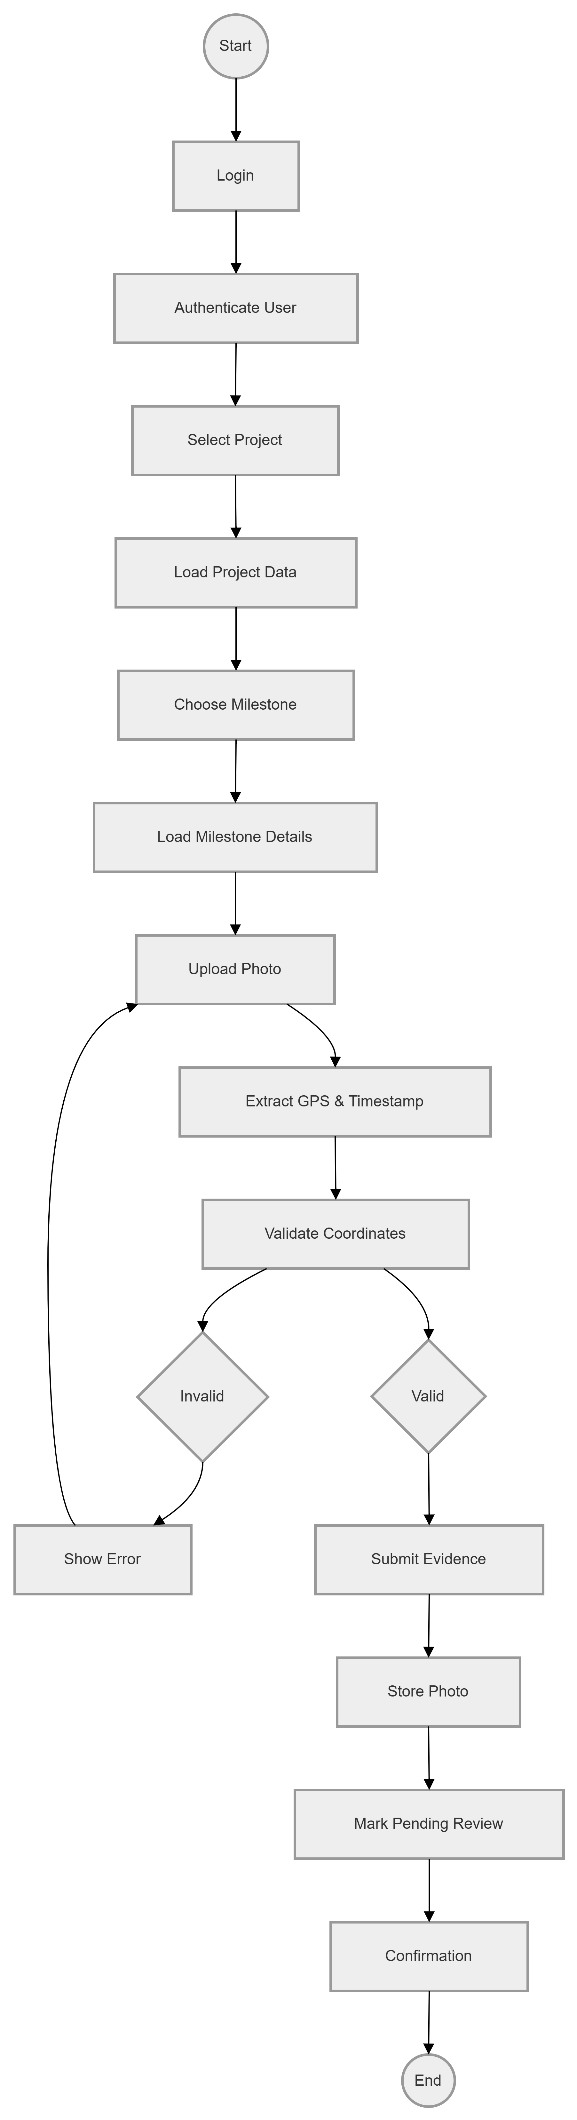 Start
Login
Authenticate User
Select Project
Load Project Data
Choose Milestone
Load Milestone Details
Upload Photo
Extract GPS & Timestamp
Validate Coordinates
Invalid
Valid
Show Error
Submit Evidence
Store Photo
Mark Pending Review
Confirmation
End